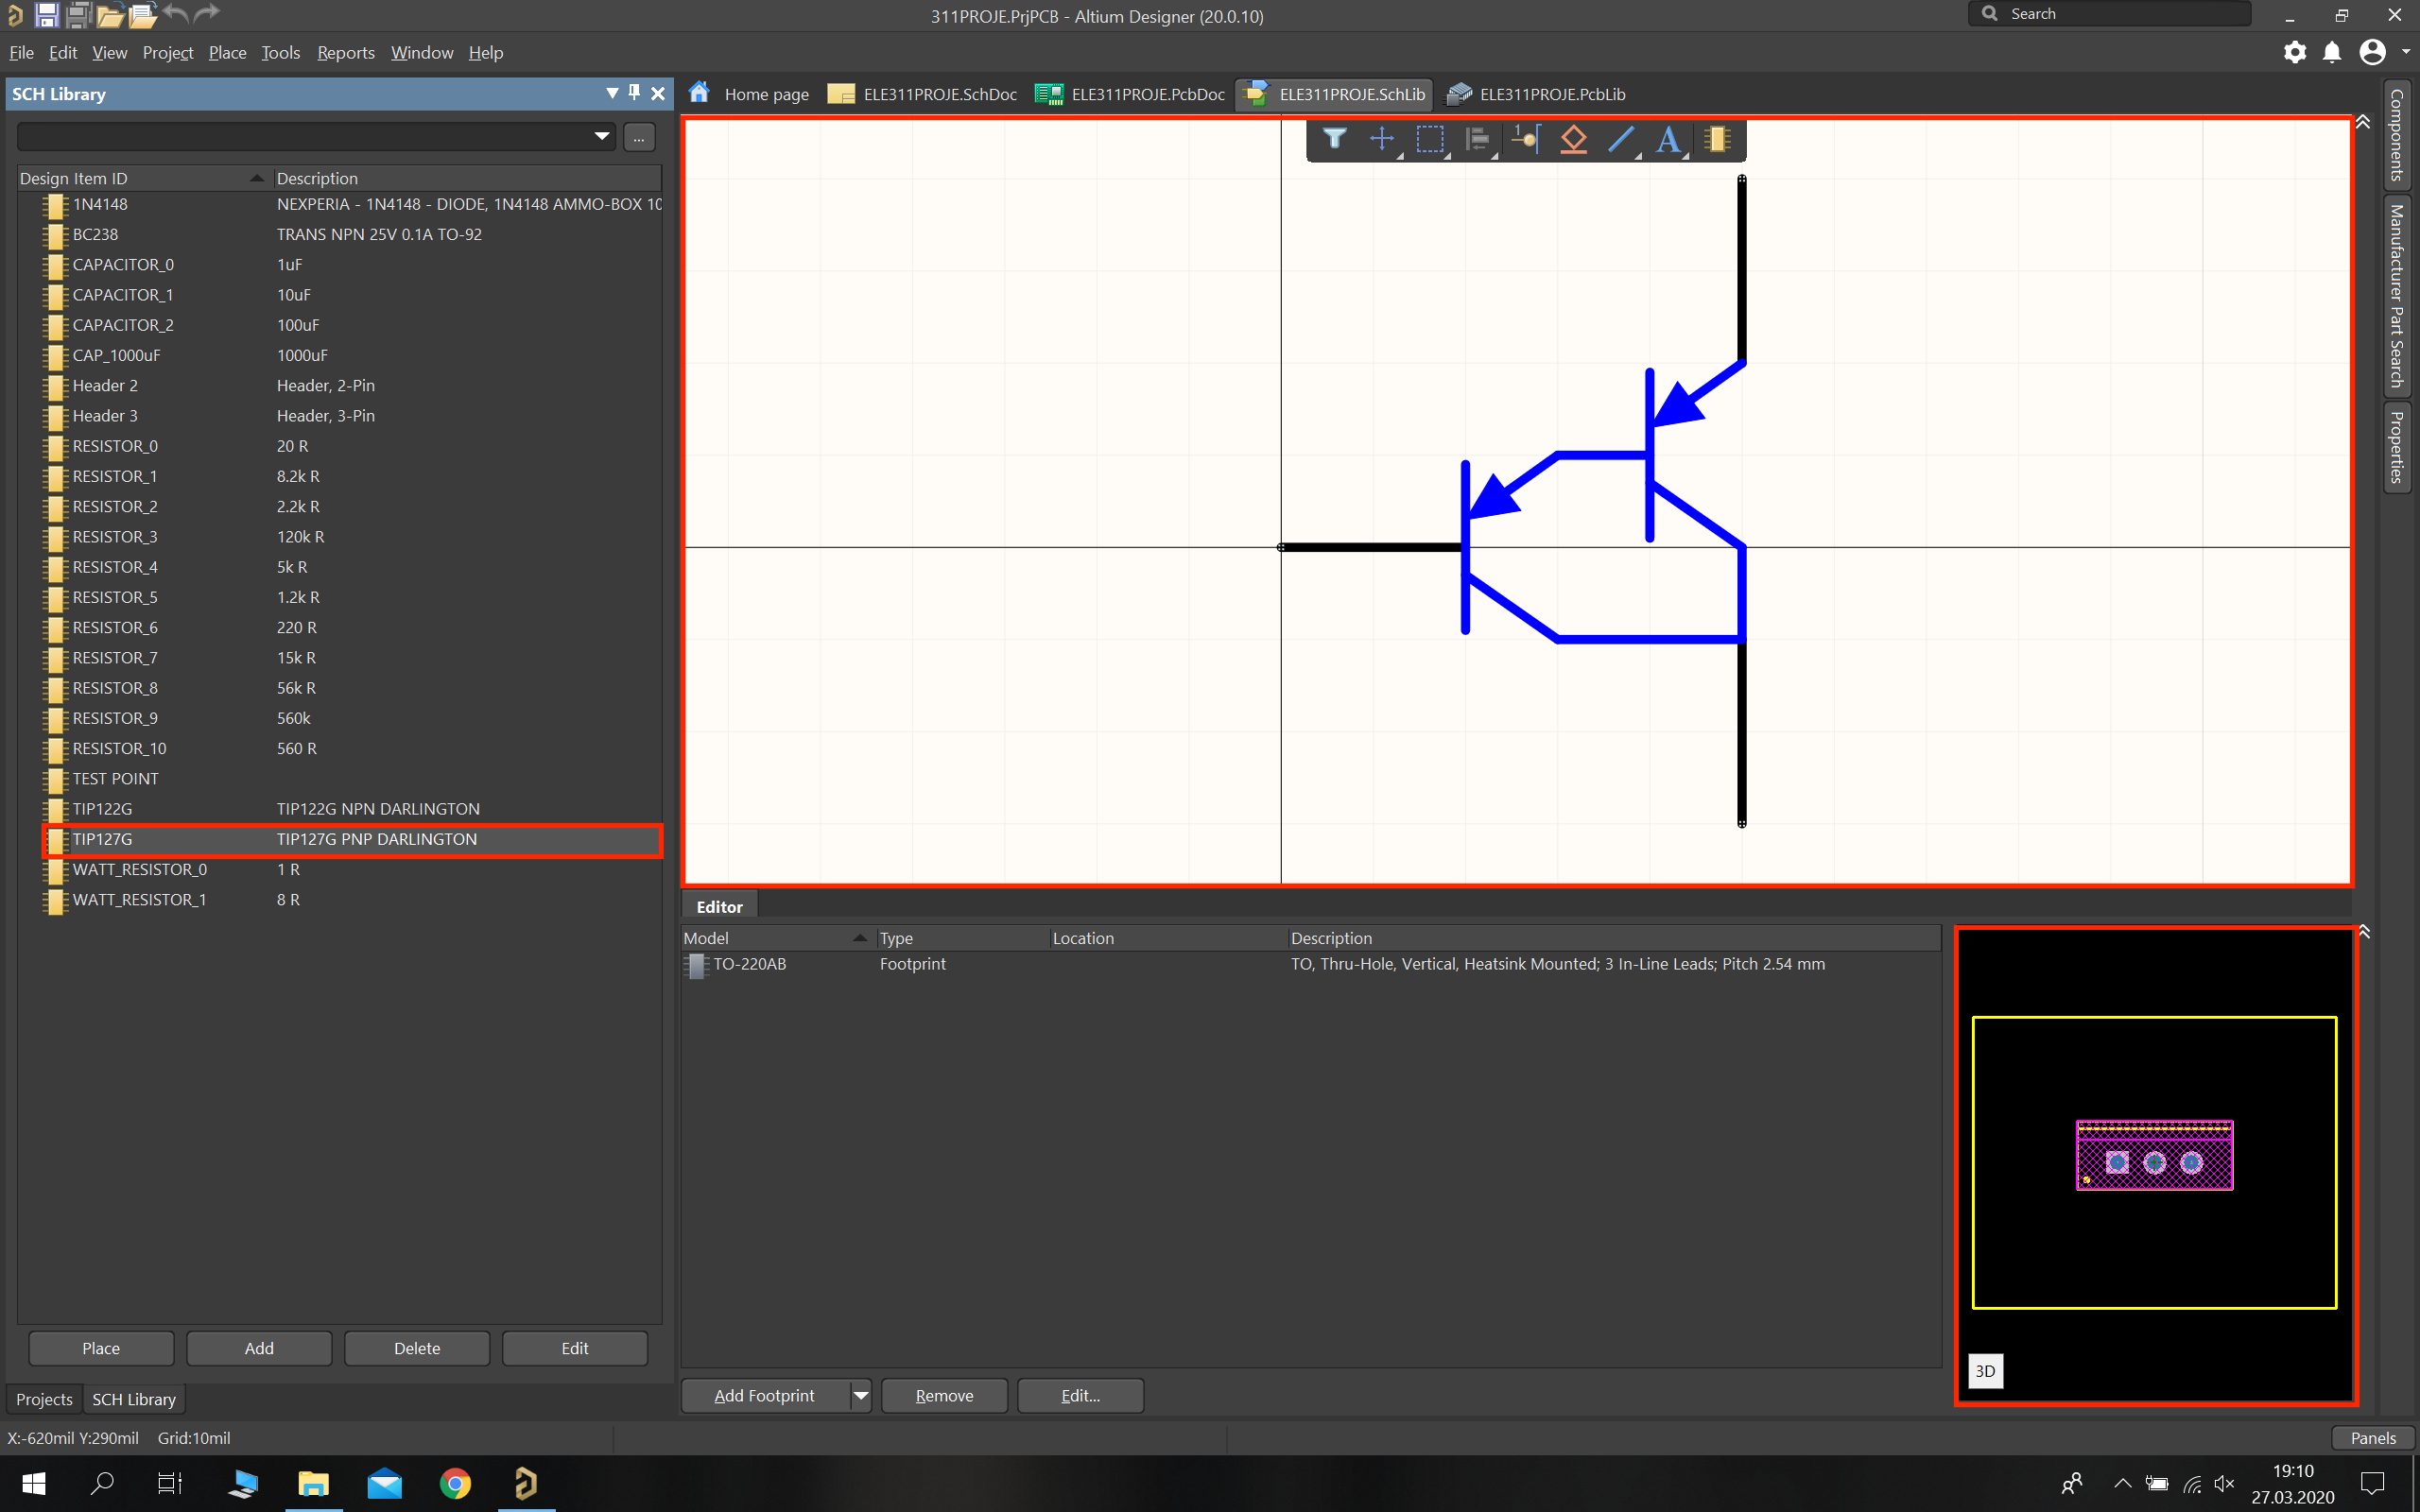 311PROJE.PrjPCB - Altium Designer (20.0.10)
Search
File Edit View Project Place Tools Reports Window Help
SCH Library
Home page ELE311PROJE.SchDoc ELE311PROJE.PcbDoc ELE311PROJE.SchLib ELE311PROJE.PcbLib
...
Design Item ID Description
1N4148 NEXPERIA - 1N4148 - DIODE, 1N4148 AMMO-BOX 10
BC238 TRANS NPN 25V 0.1A TO-92
CAPACITOR_0 1uF
CAPACITOR_1 10uF
CAPACITOR_2 100uF
CAP_1000uF 1000uF
Header 2 Header, 2-Pin
Header 3 Header, 3-Pin
RESISTOR_0 20 R
RESISTOR_1 8.2k R
RESISTOR_2 2.2k R
RESISTOR_3 120k R
RESISTOR_4 5k R
RESISTOR_5 1.2k R
RESISTOR_6 220 R
RESISTOR_7 15k R
RESISTOR_8 56k R
RESISTOR_9 560k
RESISTOR_10 560 R
TEST POINT
TIP122G TIP122G NPN DARLINGTON
TIP127G TIP127G PNP DARLINGTON
WATT_RESISTOR_0 1 R
WATT_RESISTOR_1 8 R
Place Add Delete Edit
Projects SCH Library
1
A
Components
Manufacturer Part Search
Properties
Editor
Model Type Location Description
TO-220AB Footprint TO, Thru-Hole, Vertical, Heatsink Mounted; 3 In-Line Leads; Pitch 2.54 mm
3D
Add Footprint Remove Edit...
X:-620mil Y:290mil Grid:10mil
Panels
19:10
27.03.2020